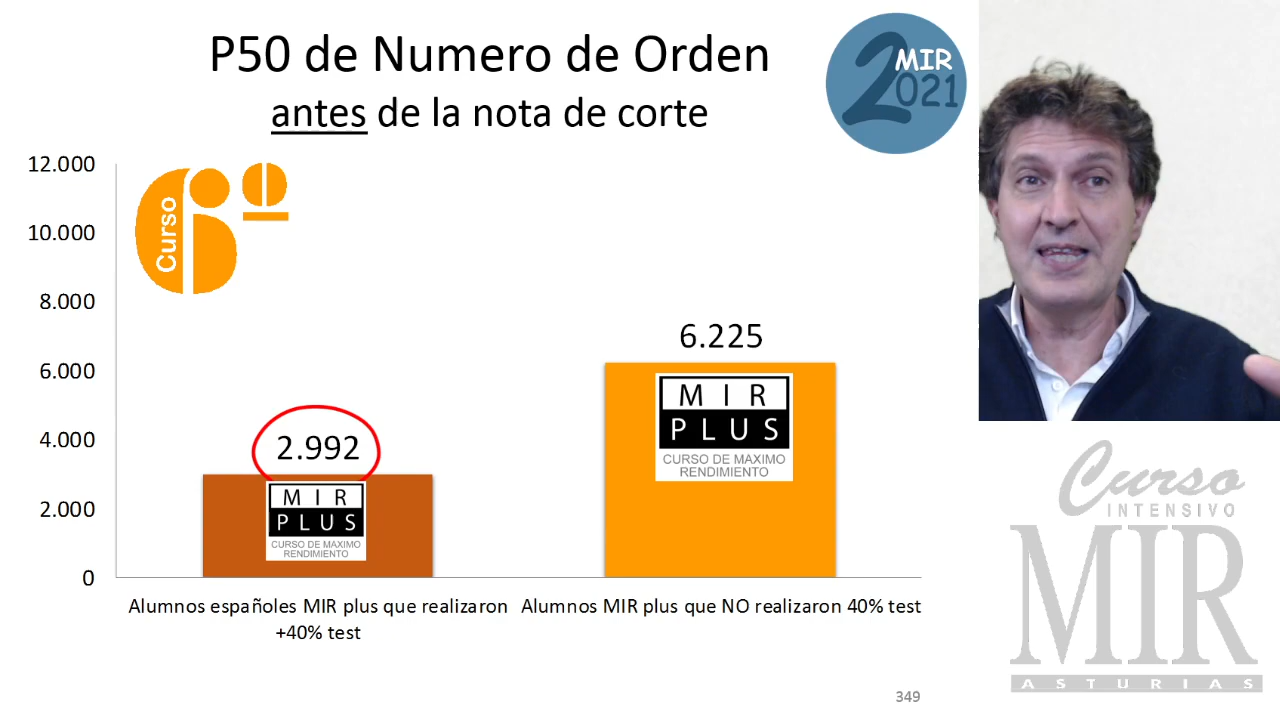 P50 de Numero de Orden
antes de la nota de corte
MIR
2021
12.000
10.000
8.000
6.000
4.000
2.000
0
Curso
6º
2.992
MIR
PLUS
CURSO DE MAXIMO
RENDIMIENTO
6.225
MIR
PLUS
CURSO DE MAXIMO
RENDIMIENTO
Alumnos españoles MIR plus que realizaron
+40% test
Alumnos MIR plus que NO realizaron 40% test
349
Curso
INTENSIVO
MIR
ASTURIAS